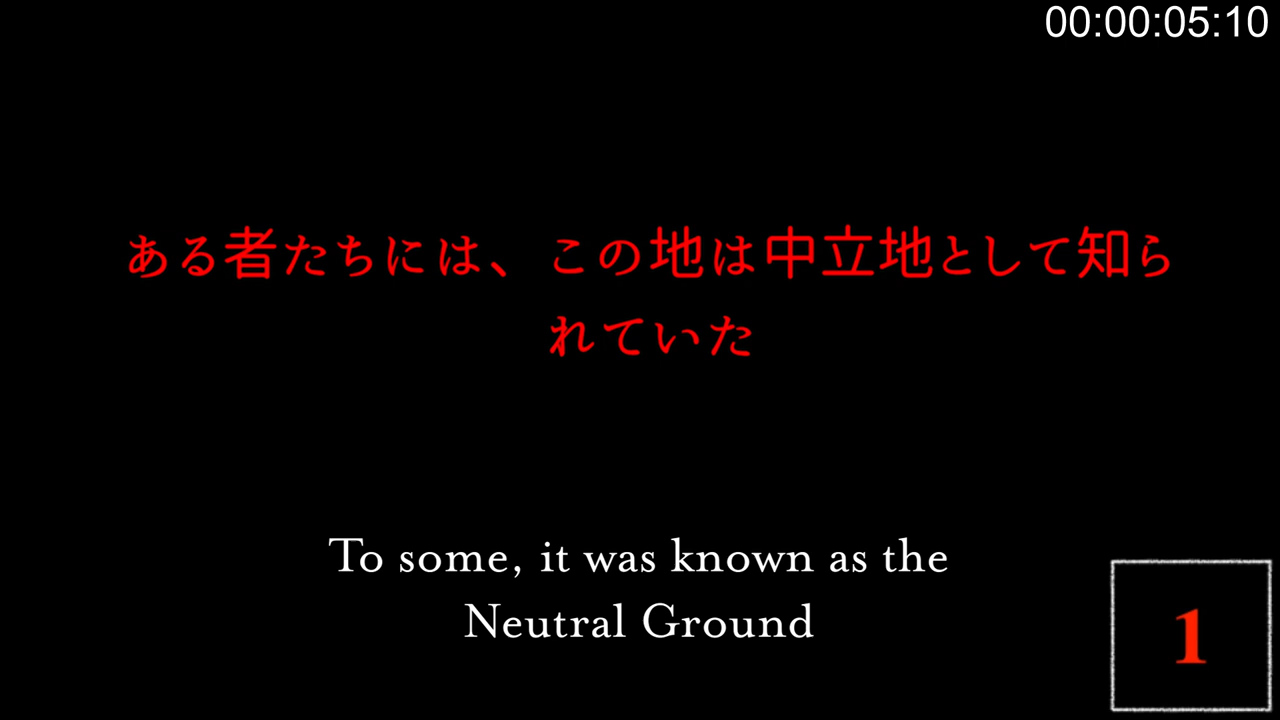 00:00:05:10
ある者たちには、この地は中立地として知ら
れていた
To some, it was known as the
Neutral Ground
1